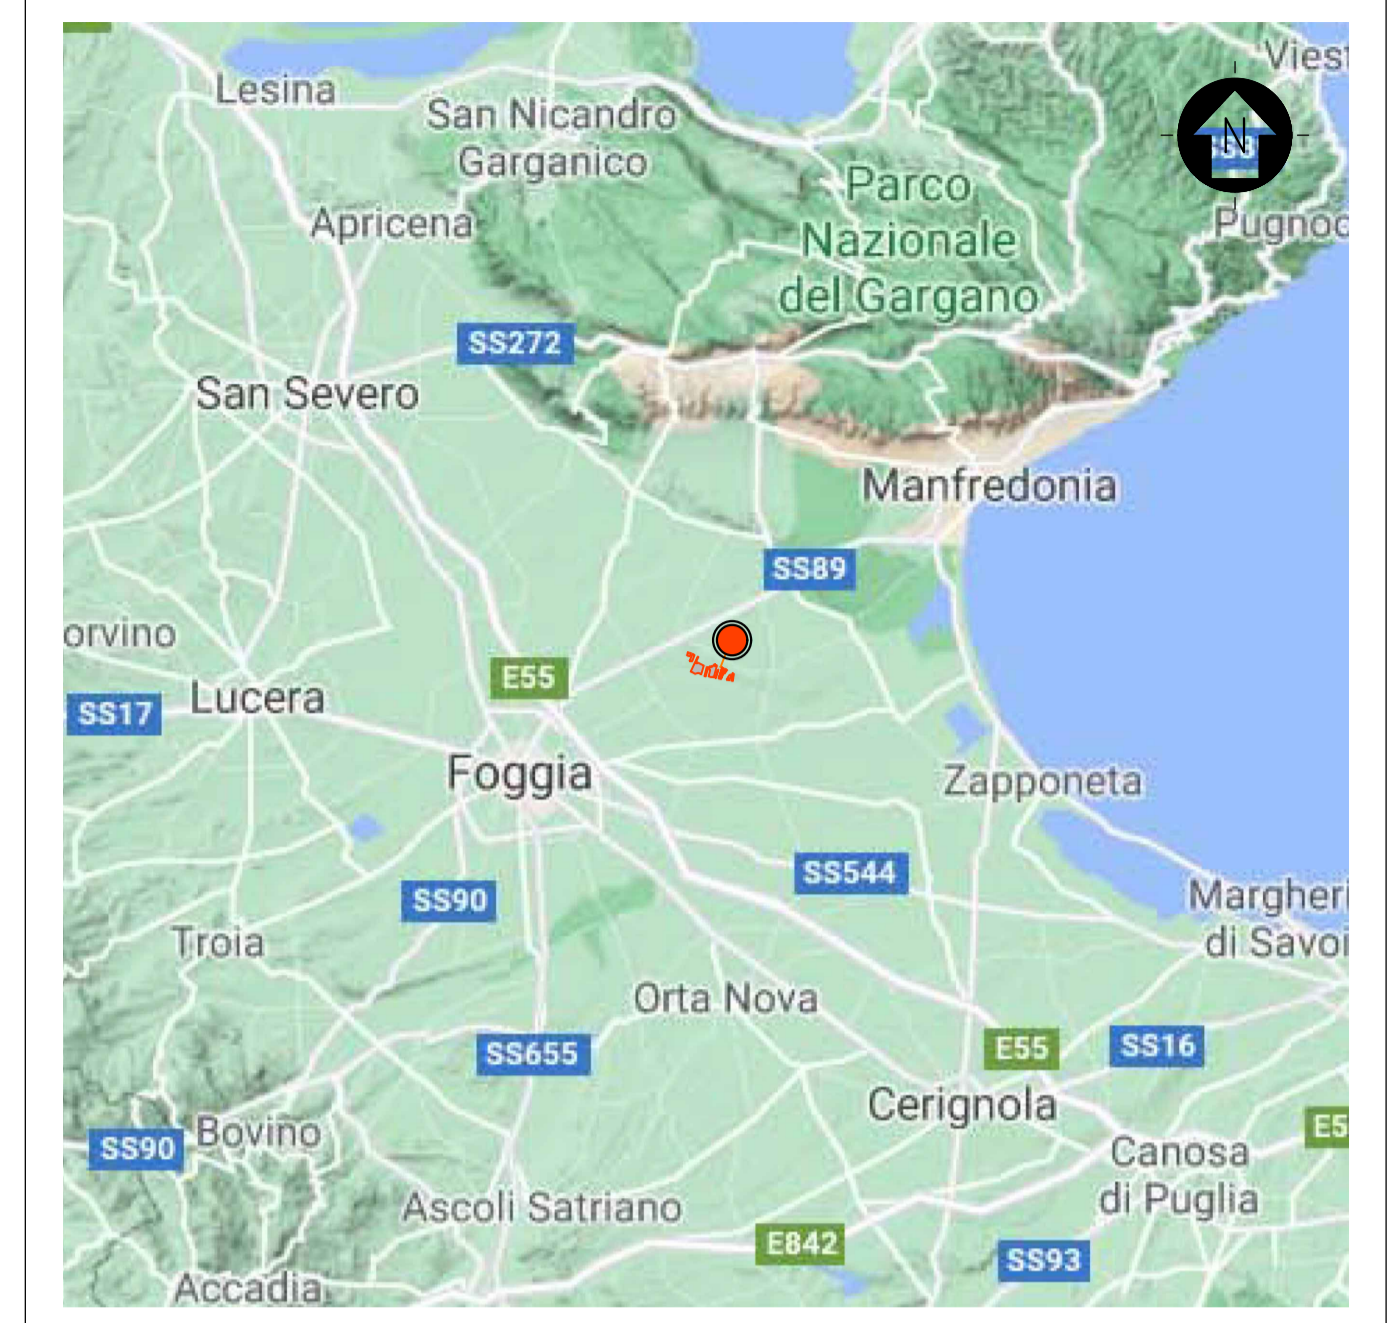 Lesina
Viest
San Nicandro
Garganico
N
Parco
Nazionale
del Gargano
Apricena
Pugnoc
SS272
San Severo
Manfredonia
SS89
orvino
E55
Lucera
SS17
Foggia
Zapponeta
SS544
SS90
Margheri
di Savoi
Troia
Orta Nova
SS655
E55
SS16
Cerignola
E5
Bovino
SS90
Canosa
di Puglia
Ascoli Satriano
E842
SS93
Accadia